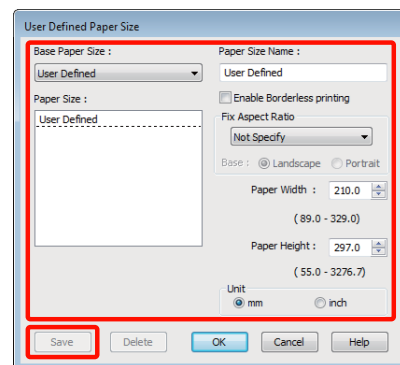 User Defined Paper Size
Base Paper Size :
User Defined
Paper Size :
User Defined
Paper Size Name :
User Defined
Enable Borderless printing
Fix Aspect Ratio
Not Specify
Base : Landscape Portrait
Paper Width : 210.0
( 89.0 - 329.0)
Paper Height : 297.0
( 55.0 - 3276.7)
Unit
mm inch
Save Delete OK Cancel Help